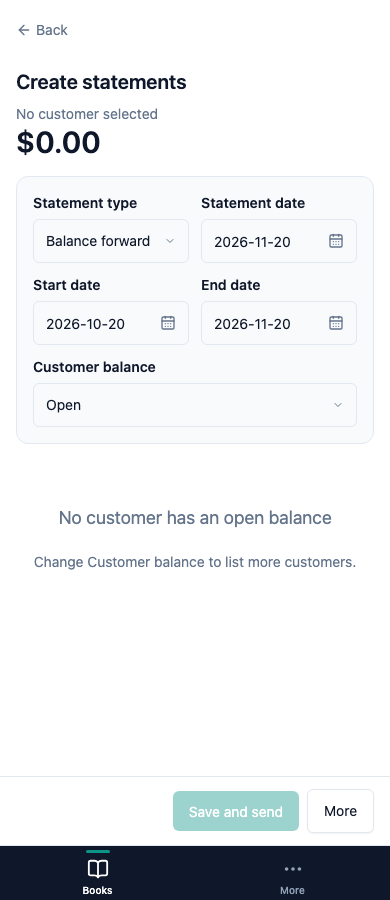 Back
Create statements
No customer selected
$0.00
Statement type
Statement date
Balance forward
2026-11-20
Start date
End date
2026-10-20
2026-11-20
Customer balance
Open
No customer has an open balance
Change Customer balance to list more customers.
Save and send
More
Books
More